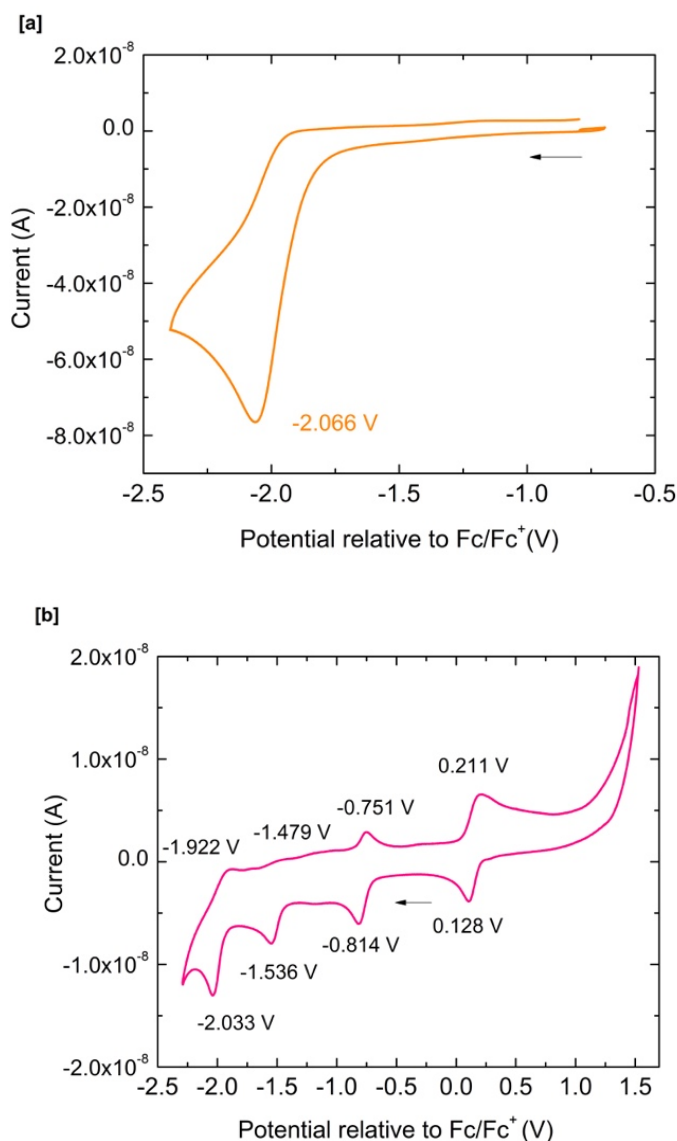 [a]
2.0x10⁻⁸
0.0
-2.0x10⁻⁸
-4.0x10⁻⁸
-6.0x10⁻⁸
-8.0x10⁻⁸
Current (A)
-2.066 V
-2.5 -2.0 -1.5 -1.0 -0.5
Potential relative to Fc/Fc⁺(V)
[b]
2.0x10⁻⁸
1.0x10⁻⁸
0.0
-1.0x10⁻⁸
-2.0x10⁻⁸
Current (A)
0.211 V
-0.751 V
-1.479 V
-1.922 V
0.128 V
-0.814 V
-1.536 V
-2.033 V
-2.5 -2.0 -1.5 -1.0 -0.5 0.0 0.5 1.0 1.5
Potential relative to Fc/Fc⁺(V)